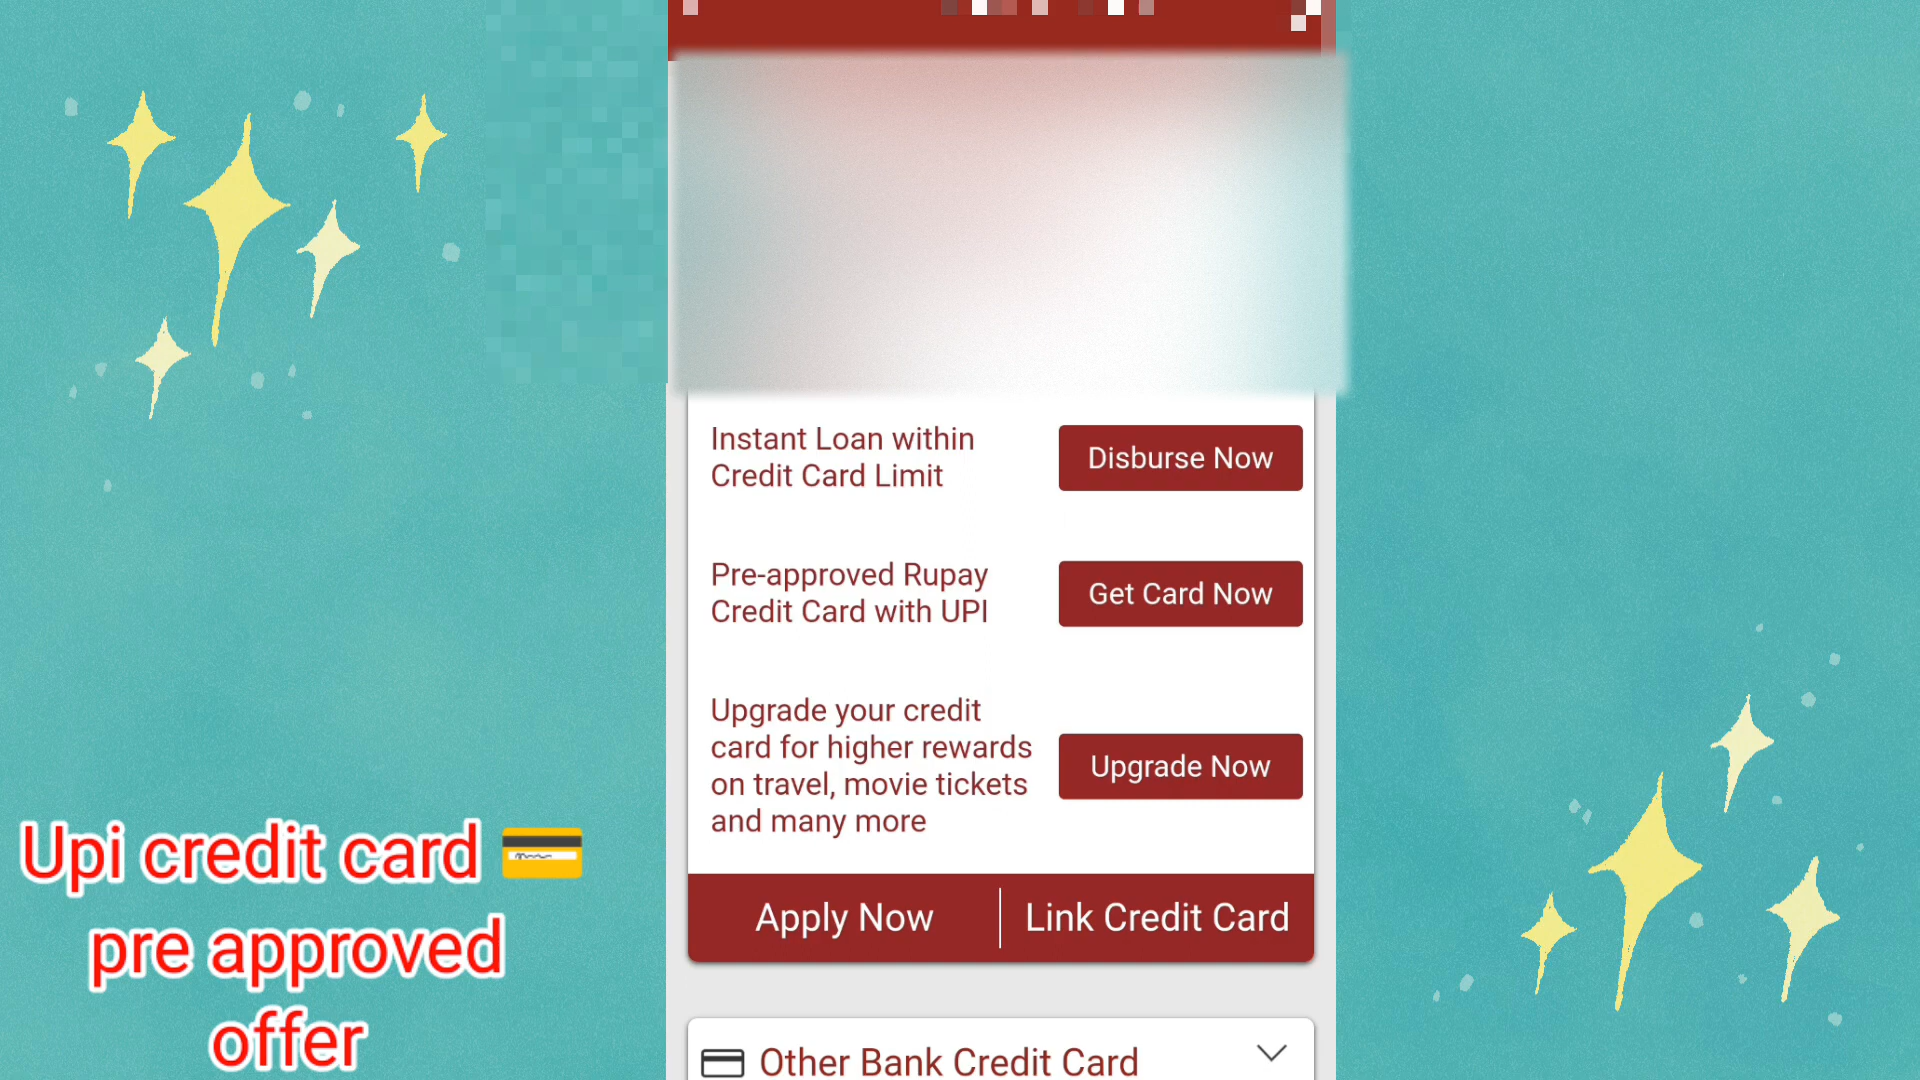 Instant Loan within
Credit Card Limit
Disburse Now
Pre-approved Rupay
Credit Card with UPI
Get Card Now
Upgrade your credit
card for higher rewards
on travel, movie tickets
and many more
Upgrade Now
Apply Now
Link Credit Card
Other Bank Credit Card
Upi credit card 💳
pre approved
offer